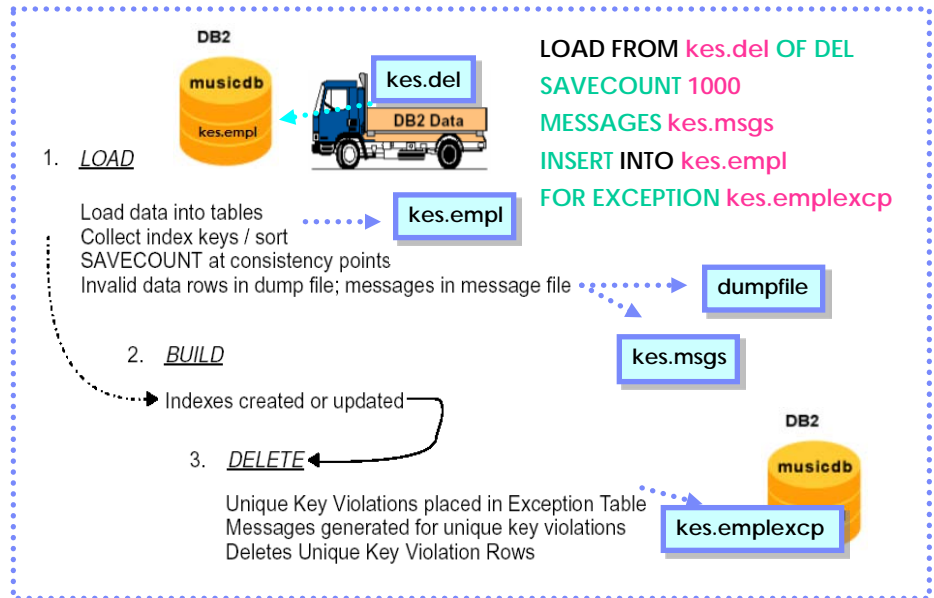 DB2
musicdb
kes.empl
kes.del
DB2 Data
LOAD FROM kes.del OF DEL
SAVECOUNT 1000
MESSAGES kes.msgs
INSERT INTO kes.empl
FOR EXCEPTION kes.emplexcp
1. LOAD
Load data into tables
Collect index keys / sort
SAVECOUNT at consistency points
Invalid data rows in dump file; messages in message file
kes.empl
dumpfile
kes.msgs
2. BUILD
Indexes created or updated
3. DELETE
Unique Key Violations placed in Exception Table
Messages generated for unique key violations
Deletes Unique Key Violation Rows
DB2
musicdb
kes.emplexcp